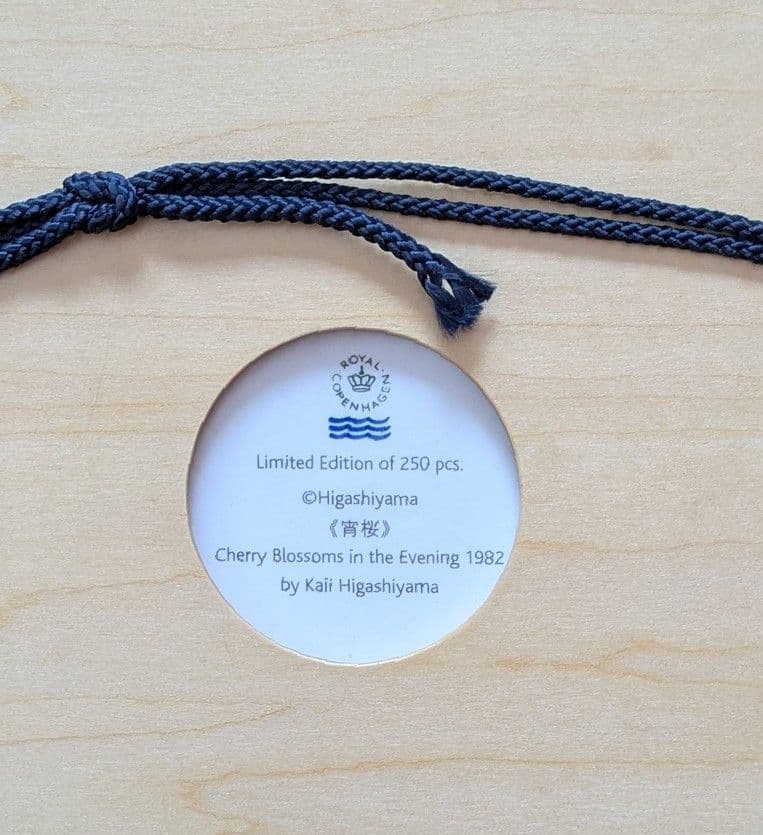 ROYAL
COPENHAGEN
Limited Edition of 250 pcs.
©Higashiyama
《宵桜》
Cherry Blossoms in the Evening 1982
by Kaii Higashiyama